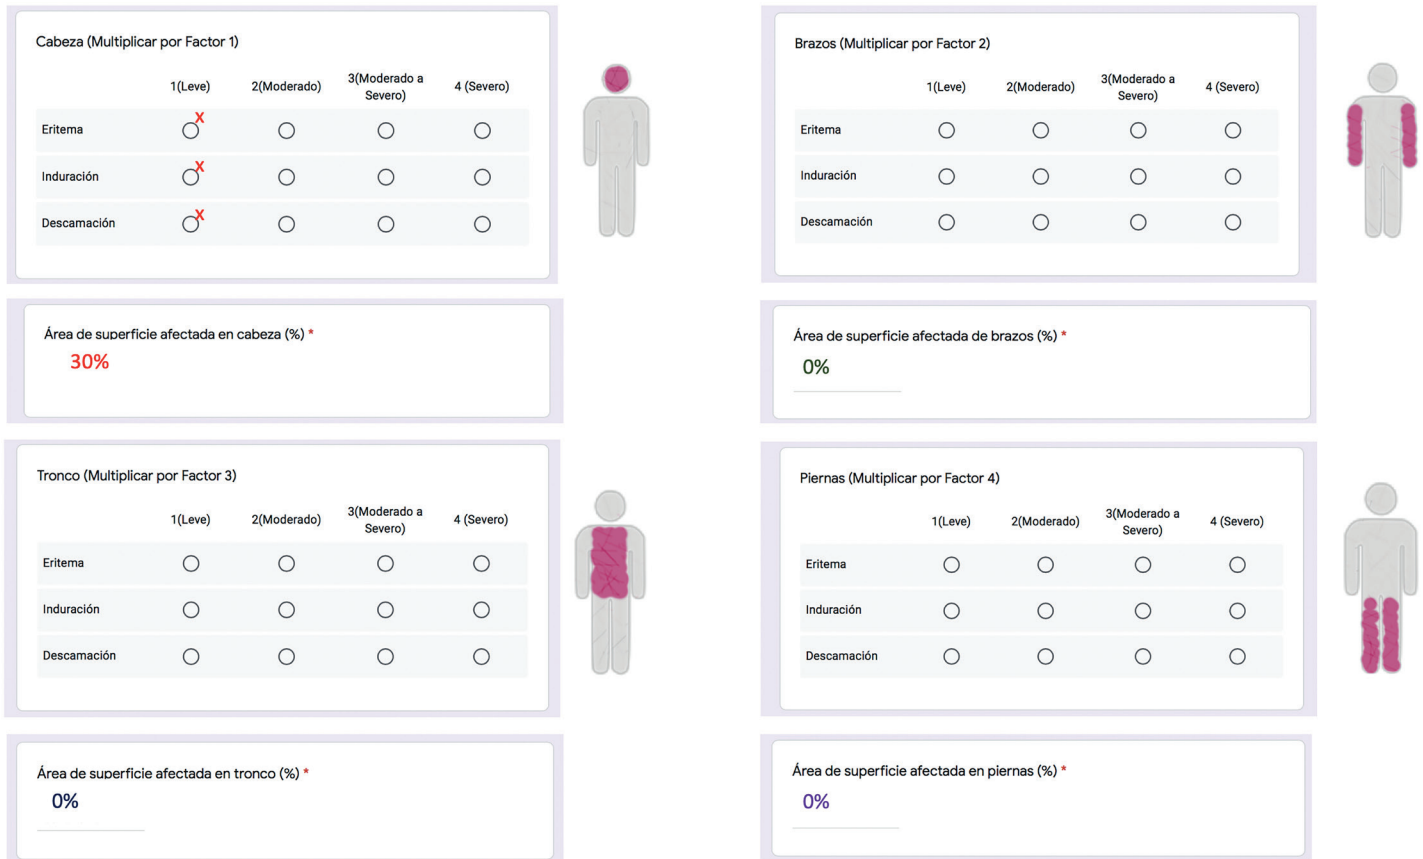 Cabeza (Multiplicar por Factor 1)
1(Leve) 2(Moderado) 3(Moderado a Severo) 4 (Severo)
Eritema X
Induración X
Descamación X
Área de superficie afectada en cabeza (%) *
30%
Brazos (Multiplicar por Factor 2)
1(Leve) 2(Moderado) 3(Moderado a Severo) 4 (Severo)
Eritema
Induración
Descamación
Área de superficie afectada de brazos (%) *
0%
Tronco (Multiplicar por Factor 3)
1(Leve) 2(Moderado) 3(Moderado a Severo) 4 (Severo)
Eritema
Induración
Descamación
Área de superficie afectada en tronco (%) *
0%
Piernas (Multiplicar por Factor 4)
1(Leve) 2(Moderado) 3(Moderado a Severo) 4 (Severo)
Eritema
Induración
Descamación
Área de superficie afectada en piernas (%) *
0%